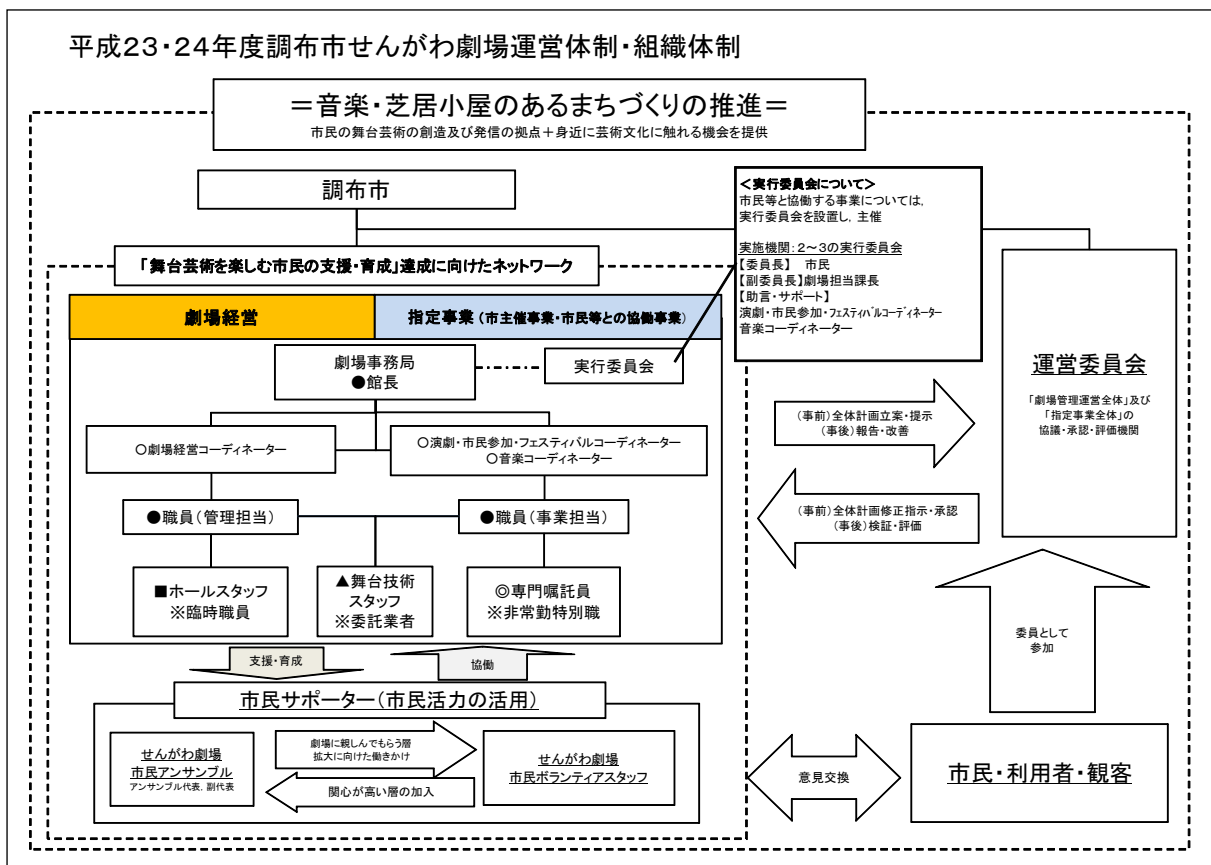 平成23・24年度調布市せんがわ劇場運営体制・組織体制
＝音楽・芝居小屋のあるまちづくりの推進＝
市民の舞台芸術の創造及び発信の拠点＋身近に芸術文化に触れる機会を提供
調布市
＜実行委員会について＞
市民等と協働する事業については，
実行委員会を設置し，主催
実施機関：２～３の実行委員会
【委員長】　市民
【副委員長】劇場担当課長
【助言・サポート】
演劇・市民参加・フェスティバルコーディネーター
音楽コーディネーター
「舞台芸術を楽しむ市民の支援・育成」達成に向けたネットワーク
劇場経営
指定事業（市主催事業・市民等との協働事業）
劇場事務局
●館長
実行委員会
○劇場経営コーディネーター
○演劇・市民参加・フェスティバルコーディネーター
○音楽コーディネーター
●職員（管理担当）
●職員（事業担当）
■ホールスタッフ
※臨時職員
▲舞台技術
スタッフ
※委託業者
◎専門嘱託員
※非常勤特別職
（事前）全体計画立案・提示
（事後）報告・改善
（事前）全体計画修正指示・承認
（事後）検証・評価
運営委員会
「劇場管理運営全体」及び
「指定事業全体」の
協議・承認・評価機関
委員として
参加
支援・育成
協働
市民サポーター（市民活力の活用）
せんがわ劇場
市民アンサンブル
アンサンブル代表、副代表
劇場に親しんでもらう層
拡大に向けた働きかけ
関心が高い層の加入
せんがわ劇場
市民ボランティアスタッフ
意見交換
市民・利用者・観客